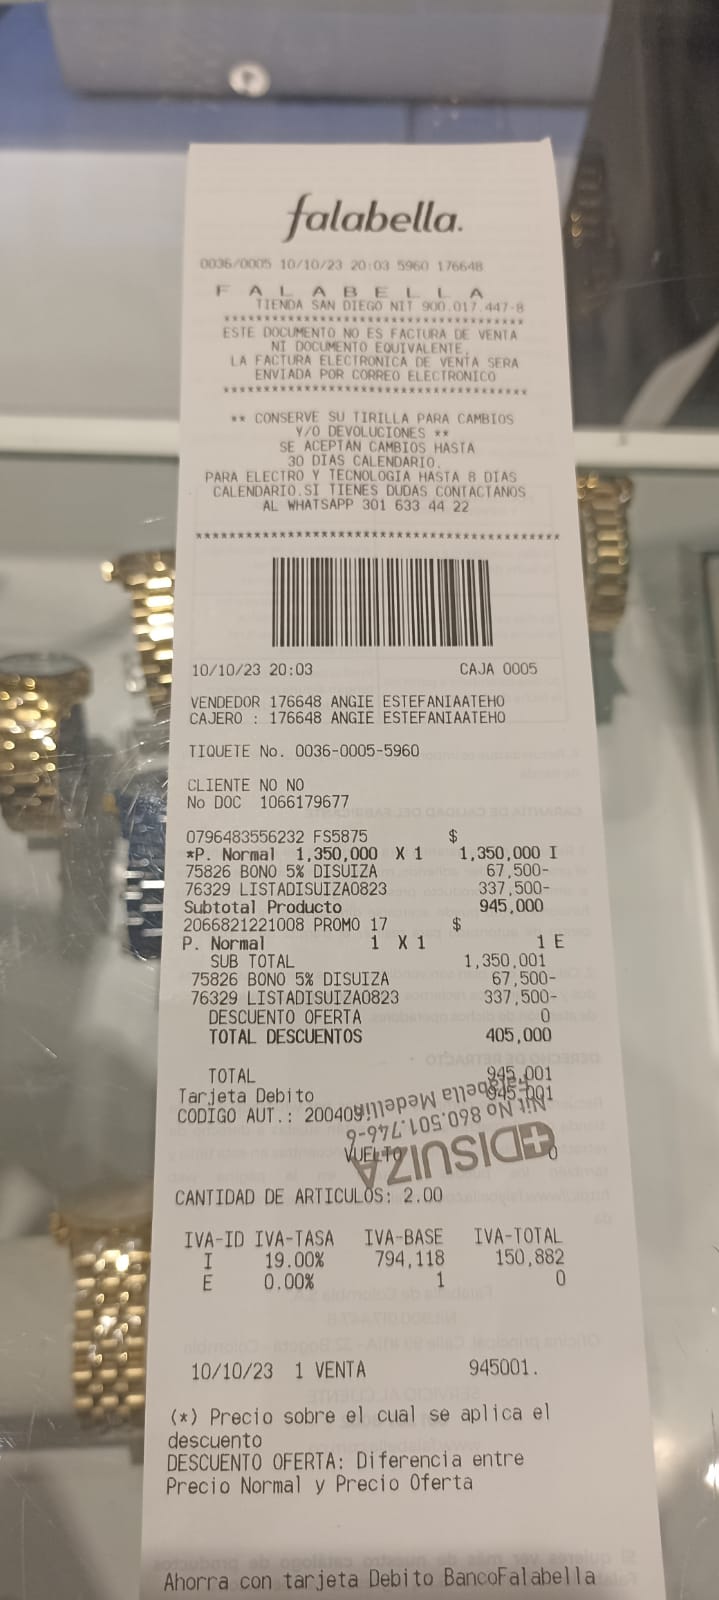 falabella.
0036/0005 10/10/23 20:03 5960 176648
F A L A B E L L A
TIENDA SAN DIEGO NIT 900.017.447-8
************************************
ESTE DOCUMENTO NO ES FACTURA DE VENTA
NI DOCUMENTO EQUIVALENTE.
LA FACTURA ELECTRONICA DE VENTA SERA
ENVIADA POR CORREO ELECTRONICO
************************************
** CONSERVE SU TIRILLA PARA CAMBIOS
Y/O DEVOLUCIONES **
SE ACEPTAN CAMBIOS HASTA
30 DIAS CALENDARIO.
PARA ELECTRO Y TECNOLOGIA HASTA 8 DIAS
CALENDARIO.SI TIENES DUDAS CONTACTANOS
AL WHATSAPP 301 633 44 22
******************************************
10/10/23 20:03 CAJA 0005
VENDEDOR 176648 ANGIE ESTEFANIAATEHO
CAJERO : 176648 ANGIE ESTEFANIAATEHO
TIQUETE No. 0036-0005-5960
CLIENTE NO NO
No DOC 1066179677
0796483556232 FS5875 $
*P. Normal 1,350,000 X 1 1,350,000 I
75826 BONO 5% DISUIZA 67,500-
76329 LISTADISUIZA0823 337,500-
Subtotal Producto 945,000
2066821221008 PROMO 17 $
P. Normal 1 X 1 1 E
SUB TOTAL 1,350,001
75826 BONO 5% DISUIZA 67,500-
76329 LISTADISUIZA0823 337,500-
DESCUENTO OFERTA 0
TOTAL DESCUENTOS 405,000
TOTAL 945,001
Tarjeta Debito 945,001
CODIGO AUT.: 200409
VUELTO 0
DISUIZA
Nit No 860.501.746-6
Falabella Medellin
CANTIDAD DE ARTICULOS: 2.00
IVA-ID IVA-TASA IVA-BASE IVA-TOTAL
I 19.00% 794,118 150,882
E 0.00% 1 0
10/10/23 1 VENTA 945001.
(*) Precio sobre el cual se aplica el
descuento
DESCUENTO OFERTA: Diferencia entre
Precio Normal y Precio Oferta
Ahorra con tarjeta Debito BancoFalabella